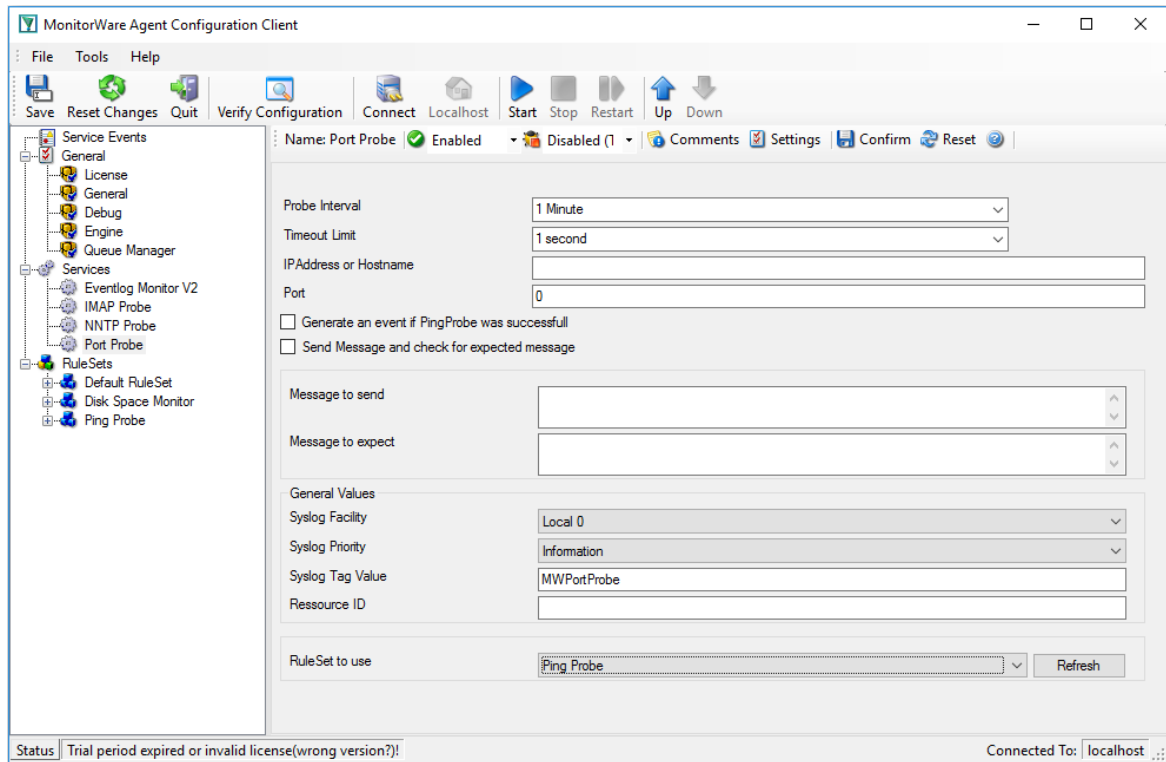 MonitorWare Agent Configuration Client
File Tools Help
Save Reset Changes Quit Verify Configuration Connect Localhost Start Stop Restart Up Down
Service Events
General
License
General
Debug
Engine
Queue Manager
Services
Eventlog Monitor V2
IMAP Probe
NNTP Probe
Port Probe
RuleSets
Default RuleSet
Disk Space Monitor
Ping Probe
Name: Port Probe Enabled Disabled (T Comments Settings Confirm Reset
Probe Interval 1 Minute
Timeout Limit 1 second
IPAddress or Hostname
Port 0
Generate an event if PingProbe was successfull
Send Message and check for expected message
Message to send
Message to expect
General Values
Syslog Facility Local 0
Syslog Priority Information
Syslog Tag Value MWPortProbe
Ressource ID
RuleSet to use Ping Probe Refresh
Status Trial period expired or invalid license(wrong version?)! Connected To: localhost